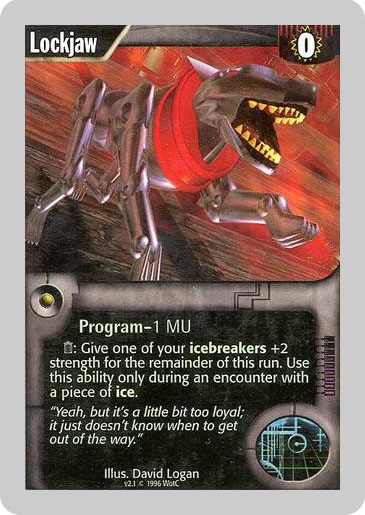 Lockjaw
0
Program–1 MU
: Give one of your icebreakers +2
strength for the remainder of this run. Use
this ability only during an encounter with
a piece of ice.
"Yeah, but it's a little bit too loyal;
it just doesn't know when to get
out of the way."
Illus. David Logan
v2.1 © 1996 WotC